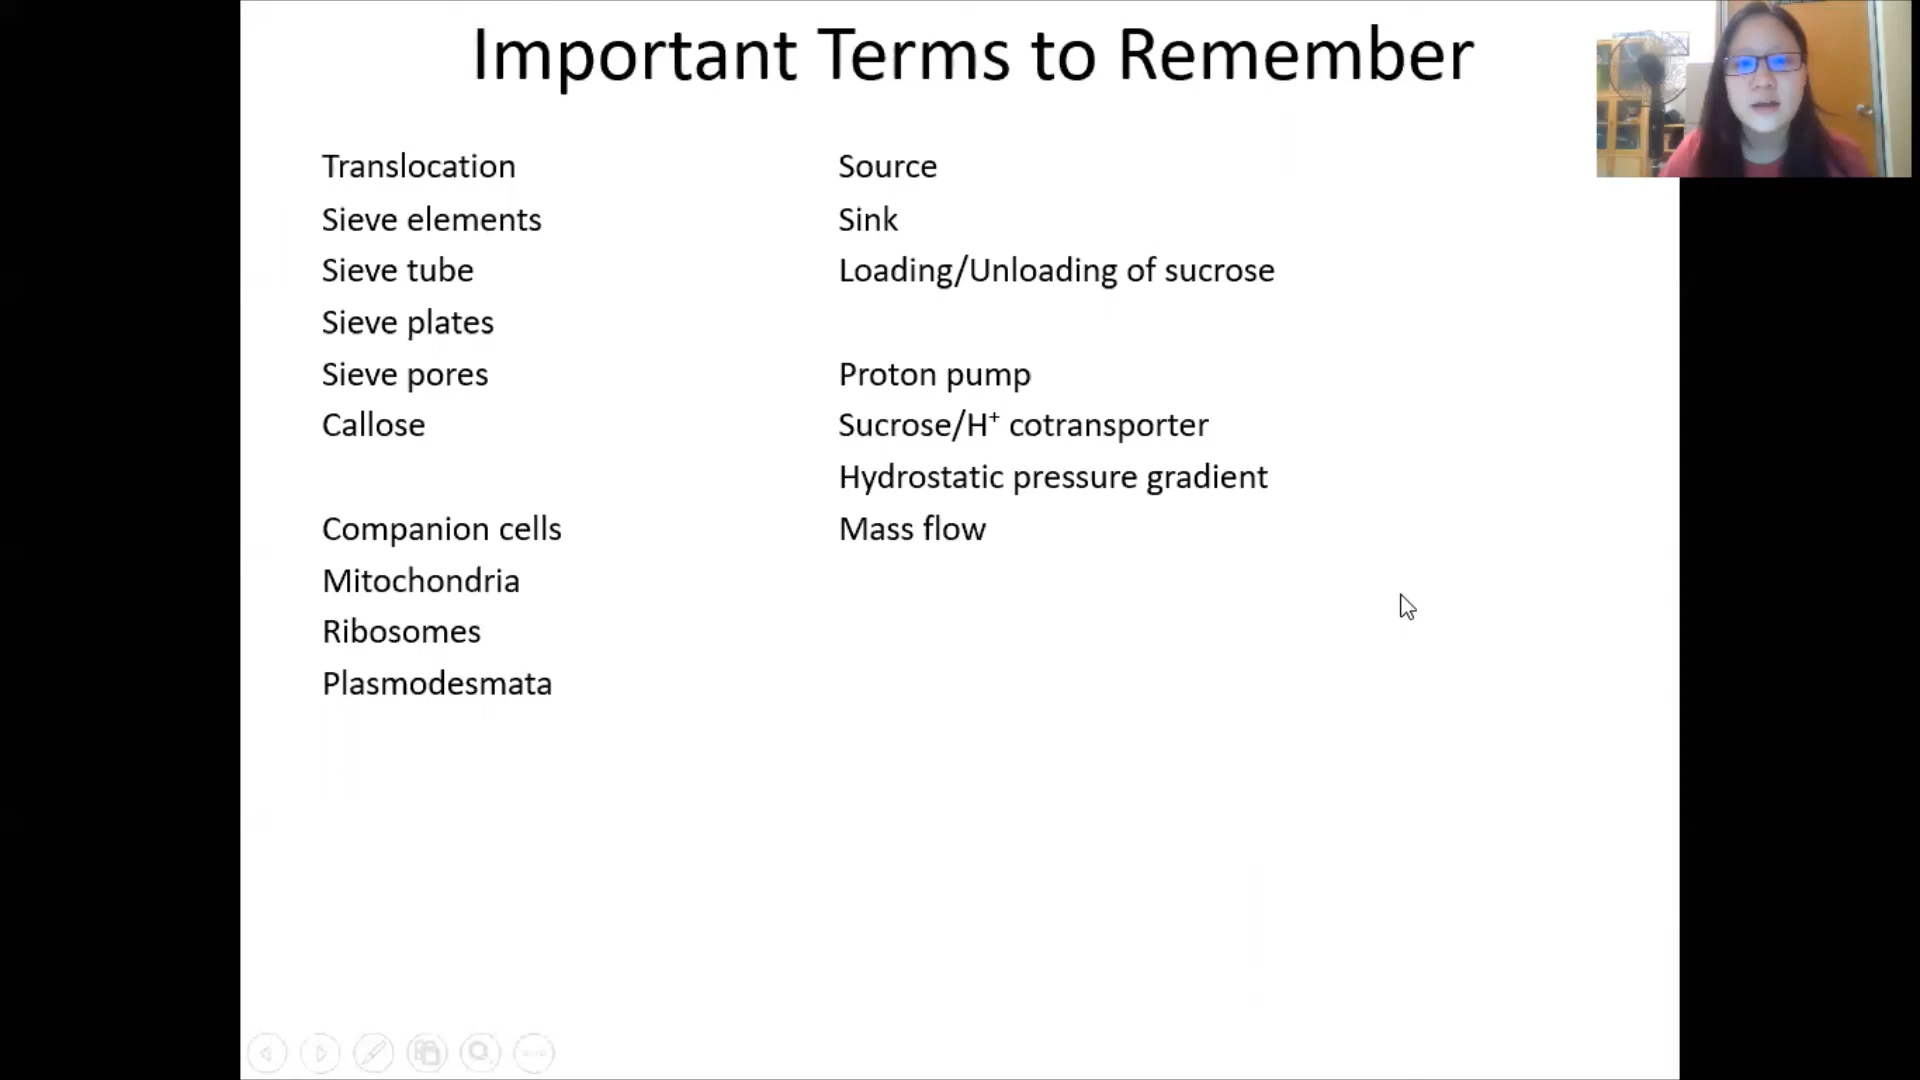 Important Terms to Remember
Translocation
Sieve elements
Sieve tube
Sieve plates
Sieve pores
Callose
Companion cells
Mitochondria
Ribosomes
Plasmodesmata
Source
Sink
Loading/Unloading of sucrose
Proton pump
Sucrose/H⁺ cotransporter
Hydrostatic pressure gradient
Mass flow